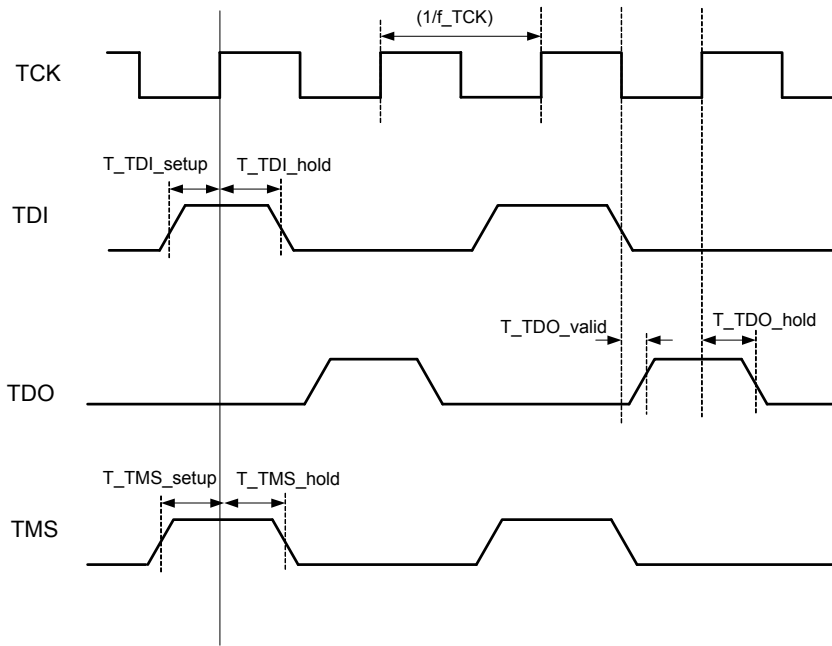 (1/f_TCK)
TCK
T_TDI_setup T_TDI_hold
TDI
T_TDO_valid T_TDO_hold
TDO
T_TMS_setup T_TMS_hold
TMS